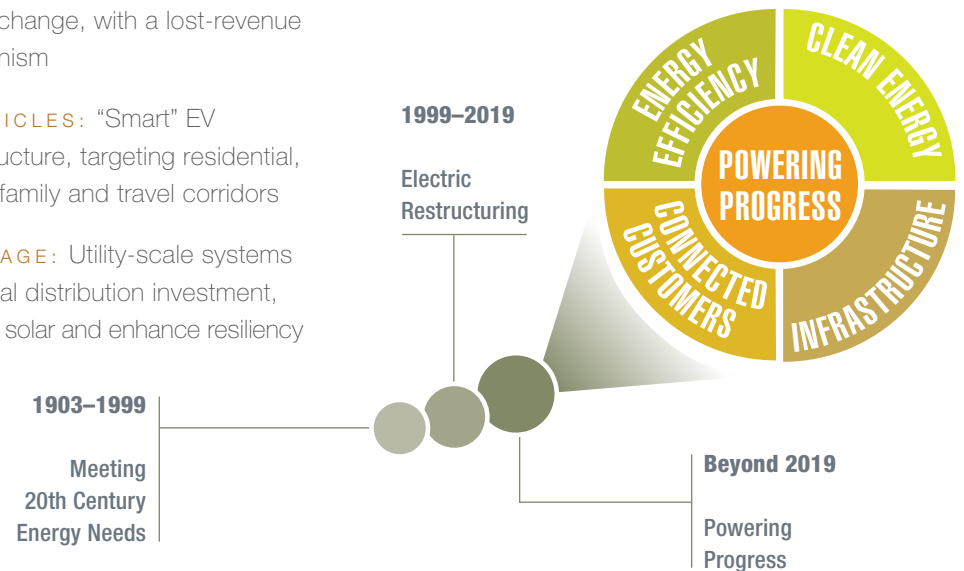 change, with a lost-revenue
nism
ICLES: “Smart” EV
ucture, targeting residential,
family and travel corridors
AGE: Utility-scale systems
al distribution investment,
solar and enhance resiliency
1999–2019
Electric
Restructuring
ENERGY
EFFICIENCY
CLEAN ENERGY
POWERING
PROGRESS
CONNECTED
CUSTOMERS
INFRASTRUCTURE
1903–1999
Meeting
20th Century
Energy Needs
Beyond 2019
Powering
Progress